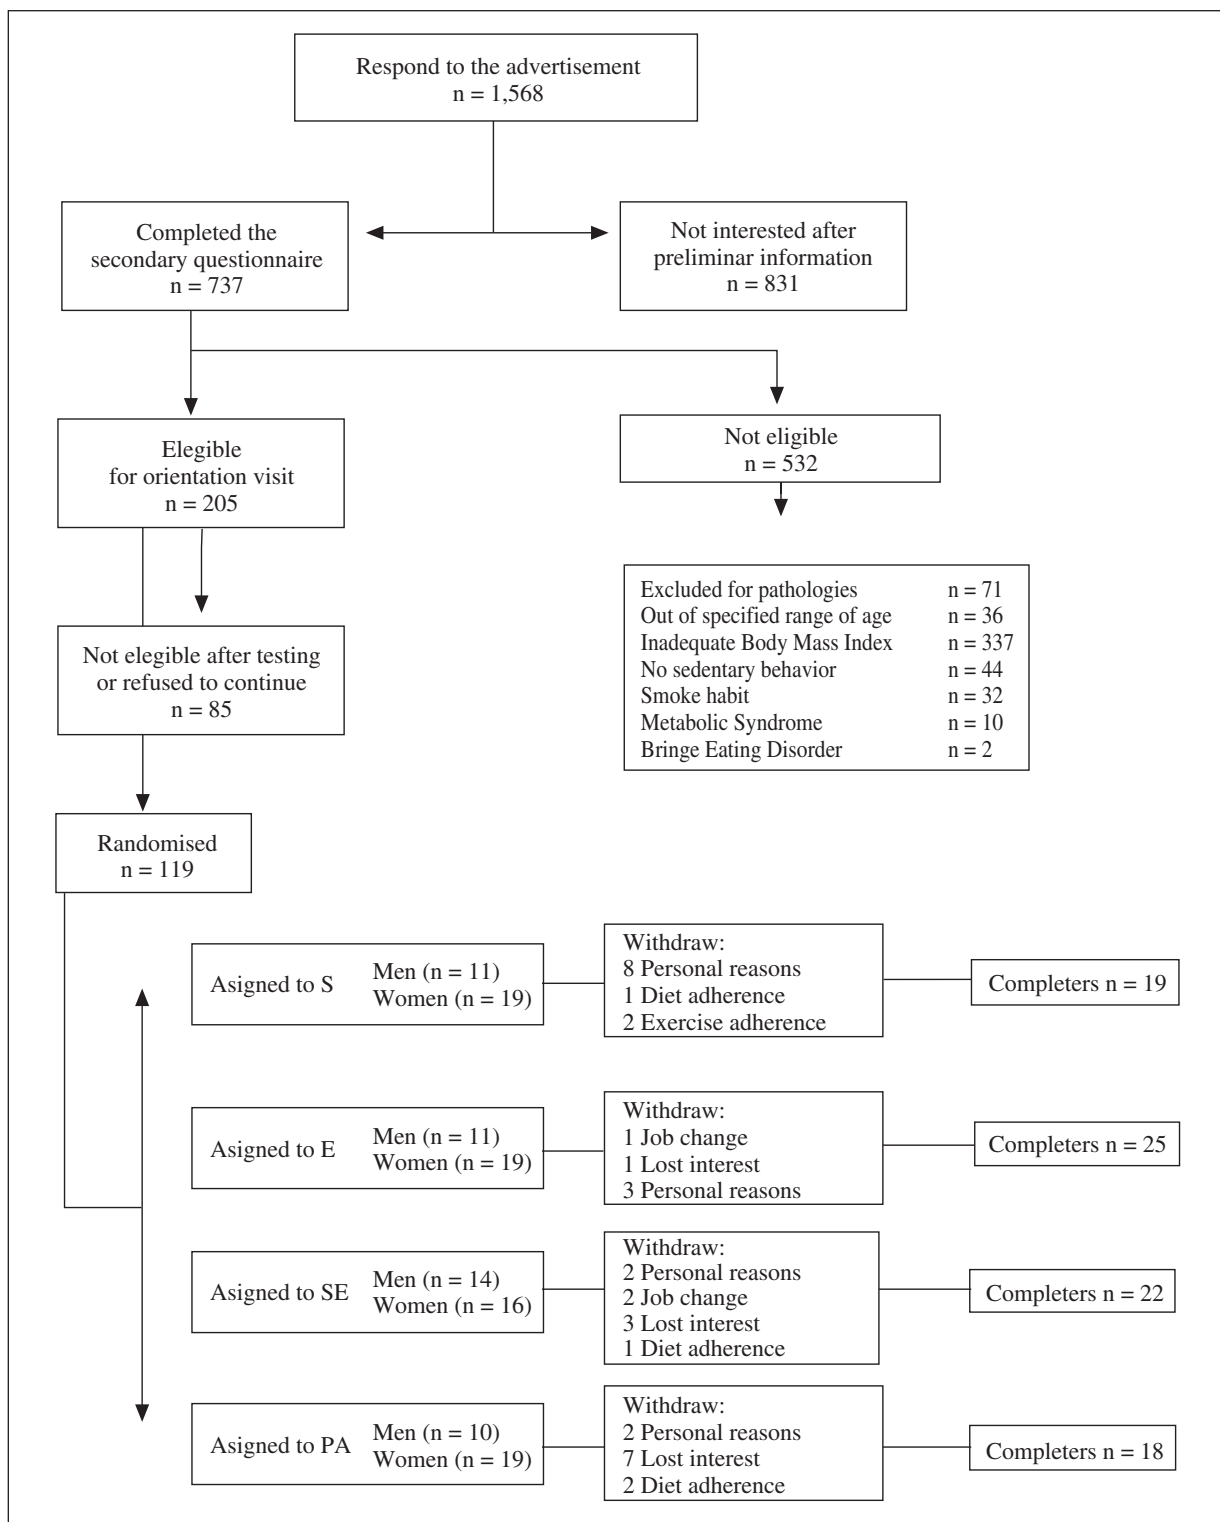 Respond to the advertisement
n = 1,568
Completed the
secondary questionnaire
n = 737
Not interested after
preliminar information
n = 831
Elegible
for orientation visit
n = 205
Not eligible
n = 532
Not elegible after testing
or refused to continue
n = 85
Excluded for pathologies n = 71
Out of specified range of age n = 36
Inadequate Body Mass Index n = 337
No sedentary behavior n = 44
Smoke habit n = 32
Metabolic Syndrome n = 10
Bringe Eating Disorder n = 2
Randomised
n = 119
Asigned to S
Men (n = 11)
Women (n = 19)
Withdraw:
8 Personal reasons
1 Diet adherence
2 Exercise adherence
Completers n = 19
Asigned to E
Men (n = 11)
Women (n = 19)
Withdraw:
1 Job change
1 Lost interest
3 Personal reasons
Completers n = 25
Asigned to SE
Men (n = 14)
Women (n = 16)
Withdraw:
2 Personal reasons
2 Job change
3 Lost interest
1 Diet adherence
Completers n = 22
Asigned to PA
Men (n = 10)
Women (n = 19)
Withdraw:
2 Personal reasons
7 Lost interest
2 Diet adherence
Completers n = 18